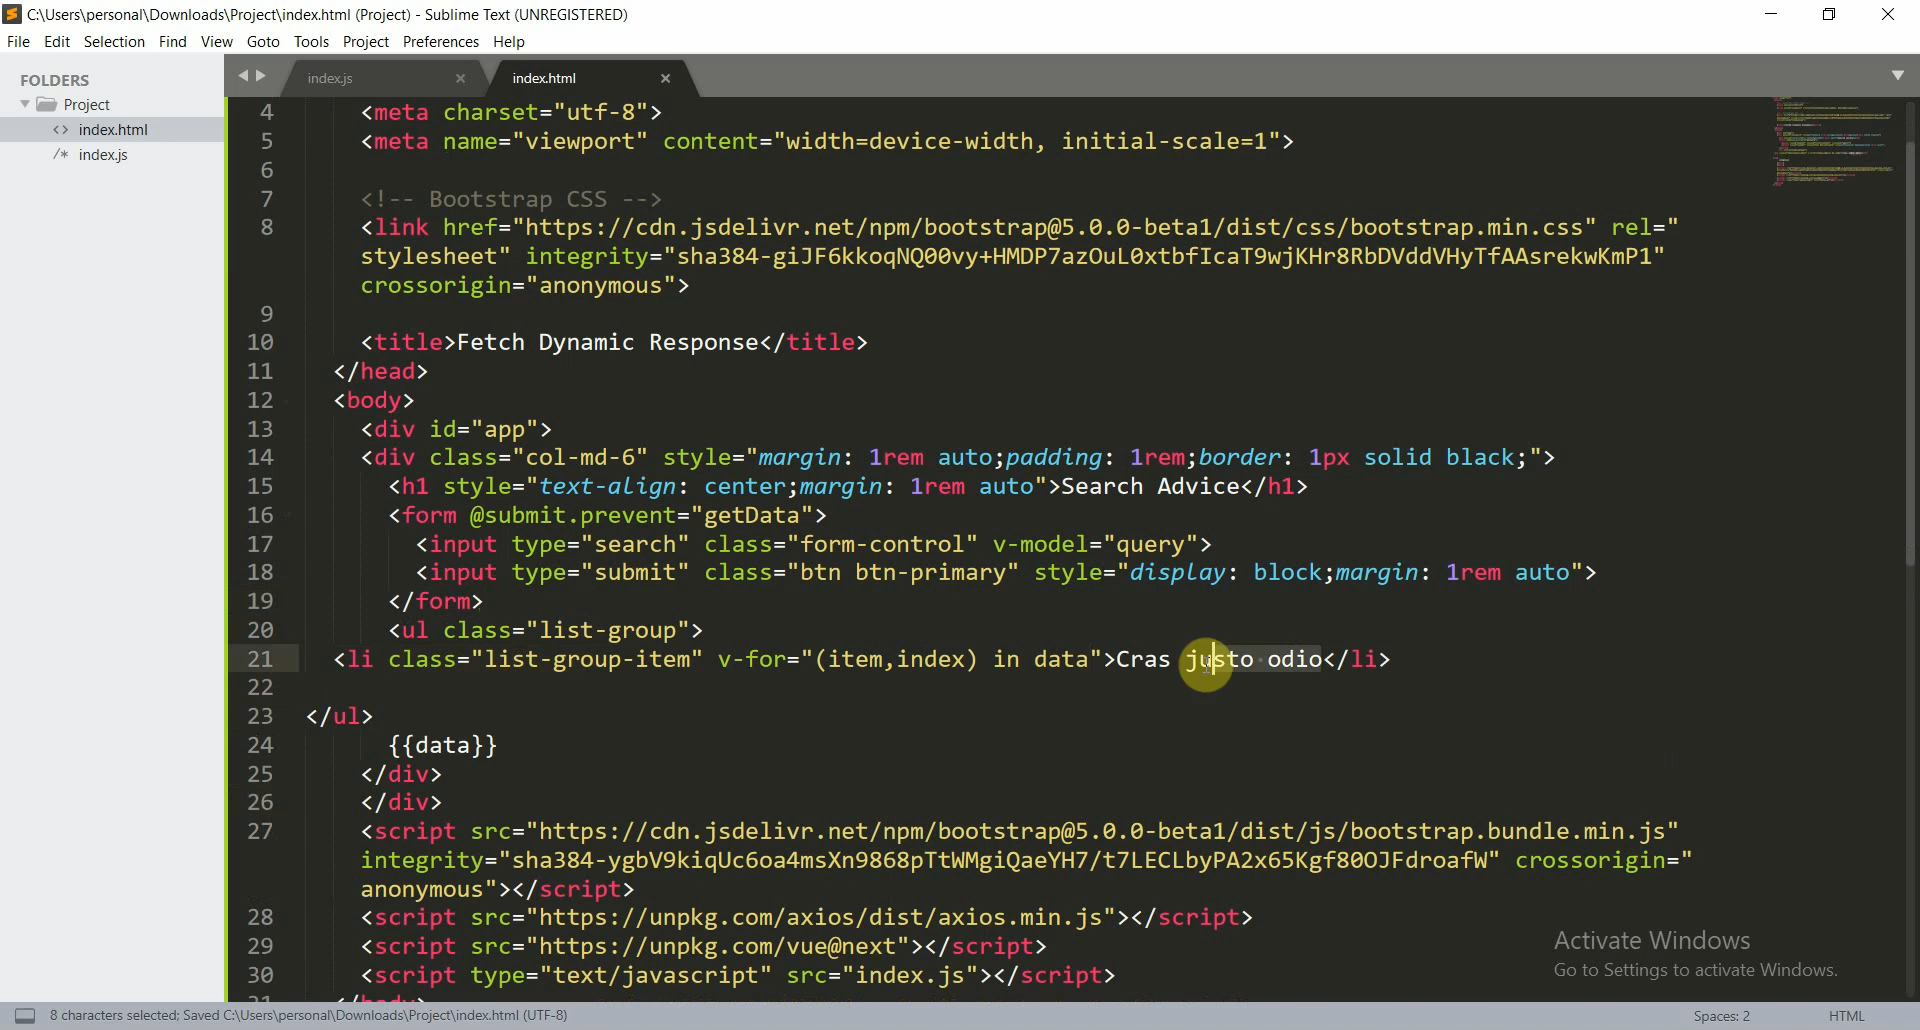 C:\Users\personal\Downloads\Project\index.html (Project) - Sublime Text (UNREGISTERED)
File Edit Selection Find View Goto Tools Project Preferences Help
FOLDERS
Project
<> index.html
/* index.js
index.js
index.html
4 <meta charset="utf-8">
5 <meta name="viewport" content="width=device-width, initial-scale=1">
6
7 <!-- Bootstrap CSS -->
8 <link href="https://cdn.jsdelivr.net/npm/bootstrap@5.0.0-beta1/dist/css/bootstrap.min.css" rel="
stylesheet" integrity="sha384-giJF6kkoqNQ00vy+HMDP7azOuL0xtbfIcaT9wjKHr8RbDVddVHyTfAAsrekwKmP1"
crossorigin="anonymous">
9
10 <title>Fetch Dynamic Response</title>
11 </head>
12 <body>
13 <div id="app">
14 <div class="col-md-6" style="margin: 1rem auto;padding: 1rem;border: 1px solid black;">
15 <h1 style="text-align: center;margin: 1rem auto">Search Advice</h1>
16 <form @submit.prevent="getData">
17 <input type="search" class="form-control" v-model="query">
18 <input type="submit" class="btn btn-primary" style="display: block;margin: 1rem auto">
19 </form>
20 <ul class="list-group">
21 <li class="list-group-item" v-for="(item,index) in data">Cras justo odio</li>
22
23 </ul>
24 {{data}}
25 </div>
26 </div>
27 <script src="https://cdn.jsdelivr.net/npm/bootstrap@5.0.0-beta1/dist/js/bootstrap.bundle.min.js"
integrity="sha384-ygbV9kiqUc6oa4msXn9868pTtWMgiQaeYH7/t7LECLbyPA2x65Kgf80OJFdroafW" crossorigin="
anonymous"></script>
28 <script src="https://unpkg.com/axios/dist/axios.min.js"></script>
29 <script src="https://unpkg.com/vue@next"></script>
30 <script type="text/javascript" src="index.js"></script>
31 </body>
Activate Windows
Go to Settings to activate Windows.
8 characters selected; Saved C:\Users\personal\Downloads\Project\index.html (UTF-8)
Spaces: 2
HTML